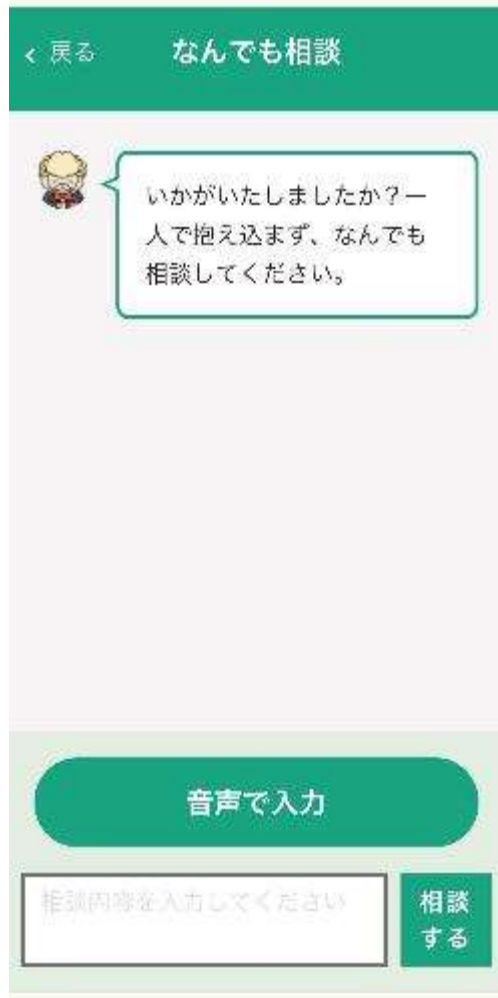 < 戻る なんでも相談
いかがいたしましたか？一
人で抱え込まず、なんでも
相談してください。
音声で入力
相談内容を入力してください
相談
する